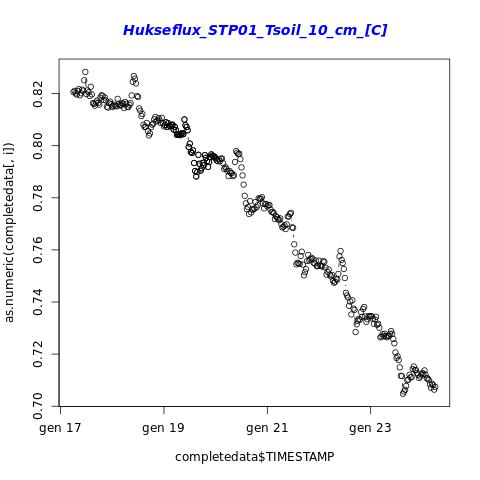 Hukseflux_STP01_Tsoil_10_cm_[C]
as.numeric(completedata[, i])
0.82
0.80
0.78
0.76
0.74
0.72
0.70
gen 17
gen 19
gen 21
gen 23
completedata$TIMESTAMP